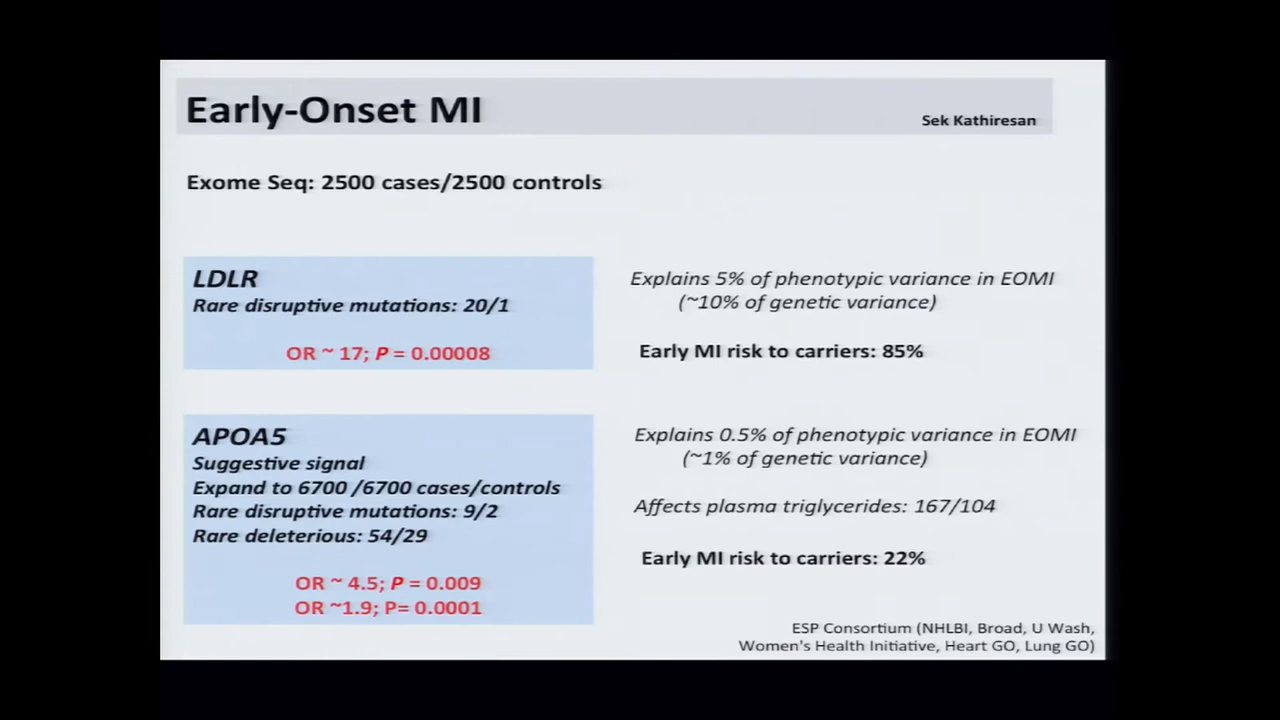 Early-Onset MI
Sek Kathiresan
Exome Seq: 2500 cases/2500 controls
LDLR
Rare disruptive mutations: 20/1
OR ~ 17; P = 0.00008
Explains 5% of phenotypic variance in EOMI
(~10% of genetic variance)
Early MI risk to carriers: 85%
APOA5
Suggestive signal
Expand to 6700 /6700 cases/controls
Rare disruptive mutations: 9/2
Rare deleterious: 54/29
OR ~ 4.5; P = 0.009
OR ~1.9; P= 0.0001
Explains 0.5% of phenotypic variance in EOMI
(~1% of genetic variance)
Affects plasma triglycerides: 167/104
Early MI risk to carriers: 22%
ESP Consortium (NHLBI, Broad, U Wash,
Women's Health Initiative, Heart GO, Lung GO)